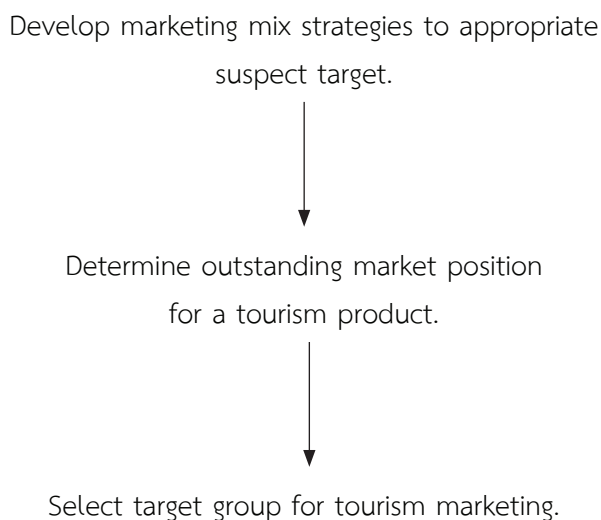 Develop marketing mix strategies to appropriate
suspect target.
Determine outstanding market position
for a tourism product.
Select target group for tourism marketing.